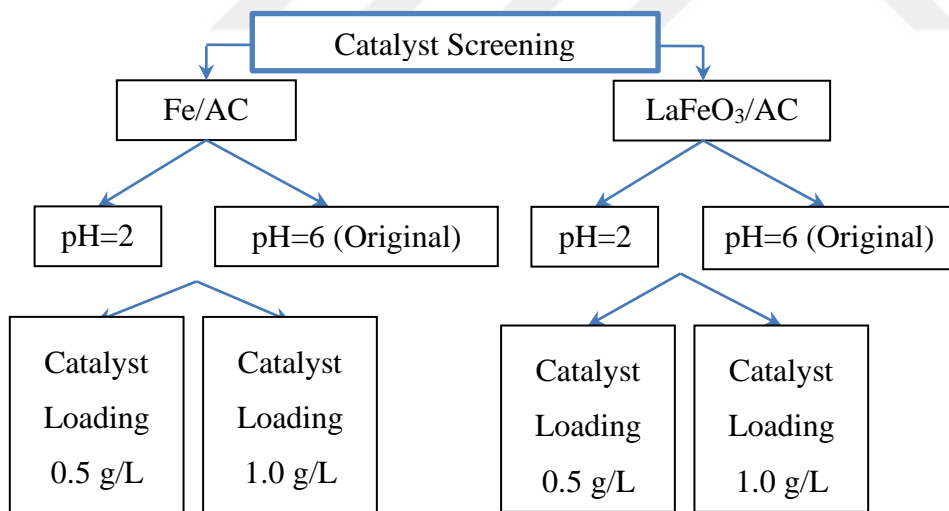 Catalyst Screening
Fe/AC
LaFeO₃/AC
pH=2
pH=6 (Original)
pH=2
pH=6 (Original)
Catalyst
Loading
0.5 g/L
Catalyst
Loading
1.0 g/L
Catalyst
Loading
0.5 g/L
Catalyst
Loading
1.0 g/L